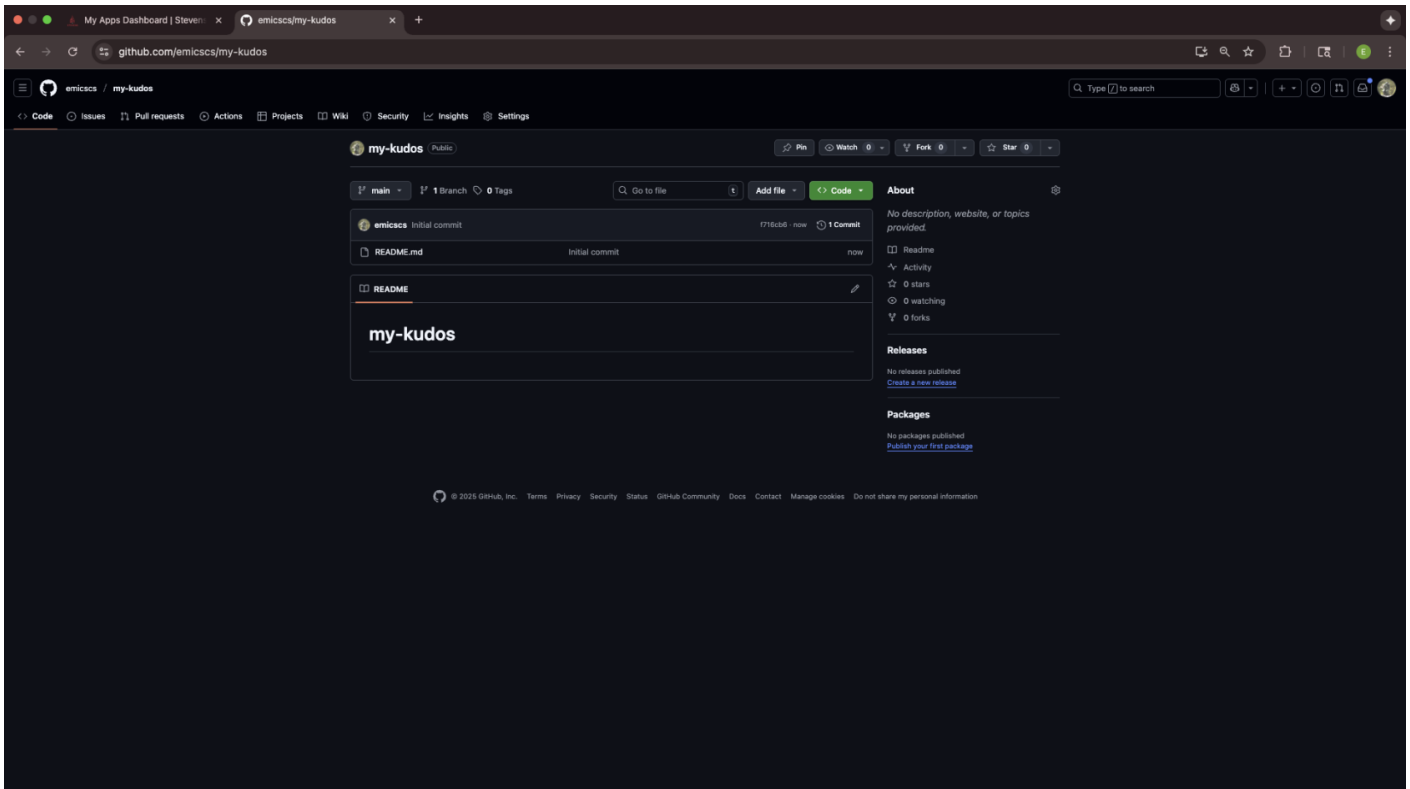 My Apps Dashboard | Steven
emicscs/my-kudos
github.com/emicscs/my-kudos
E
emicscs / my-kudos
Type / to search
Code Issues Pull requests Actions Projects Wiki Security Insights Settings
my-kudos Public
Pin Watch 0 Fork 0 Star 0
main 1 Branch 0 Tags
Go to file t
Add file
Code
emicscs Initial commit f716cb6 · now 1 Commit
README.md Initial commit now
README
my-kudos
About
No description, website, or topics
provided.
Readme
Activity
0 stars
0 watching
0 forks
Releases
No releases published
Create a new release
Packages
No packages published
Publish your first package
© 2025 GitHub, Inc. Terms Privacy Security Status GitHub Community Docs Contact Manage cookies Do not share my personal information